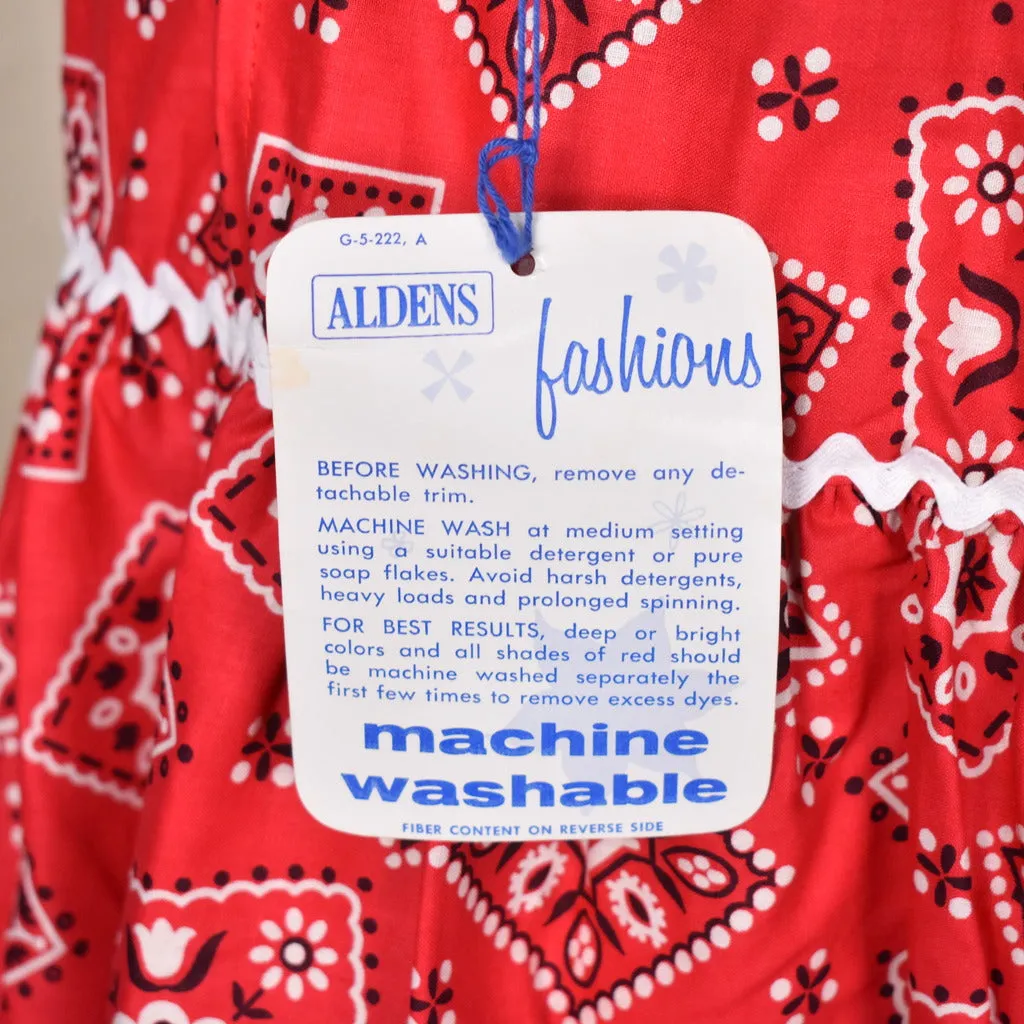 G-5-222, A
ALDENS
fashions
BEFORE WASHING, remove any de-
tachable trim.
MACHINE WASH at medium setting
using a suitable detergent or pure
soap flakes. Avoid harsh detergents,
heavy loads and prolonged spinning.
FOR BEST RESULTS, deep or bright
colors and all shades of red should
be machine washed separately the
first few times to remove excess dyes.
machine
washable
FIBER CONTENT ON REVERSE SIDE